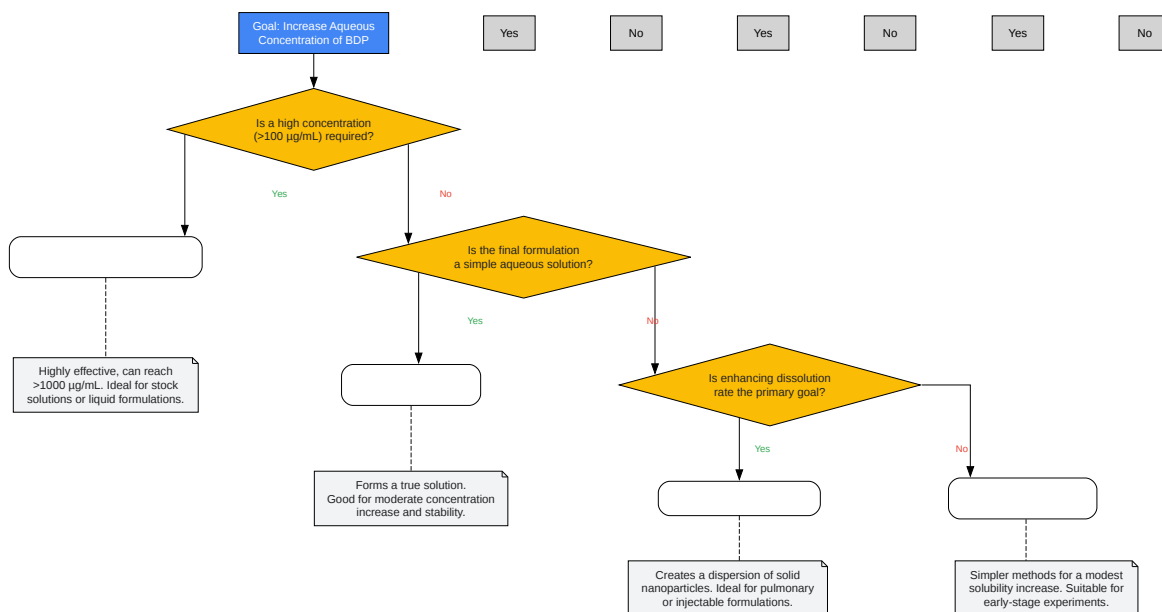 Goal: Increase Aqueous
Concentration of BDP
Yes
No
Yes
No
Yes
No
Is a high concentration
(>100 µg/mL) required?
Yes
No
Is the final formulation
a simple aqueous solution?
Yes
No
Highly effective, can reach
>1000 µg/mL. Ideal for stock
solutions or liquid formulations.
Is enhancing dissolution
rate the primary goal?
Yes
No
Forms a true solution.
Good for moderate concentration
increase and stability.
Creates a dispersion of solid
nanoparticles. Ideal for pulmonary
or injectable formulations.
Simpler methods for a modest
solubility increase. Suitable for
early-stage experiments.